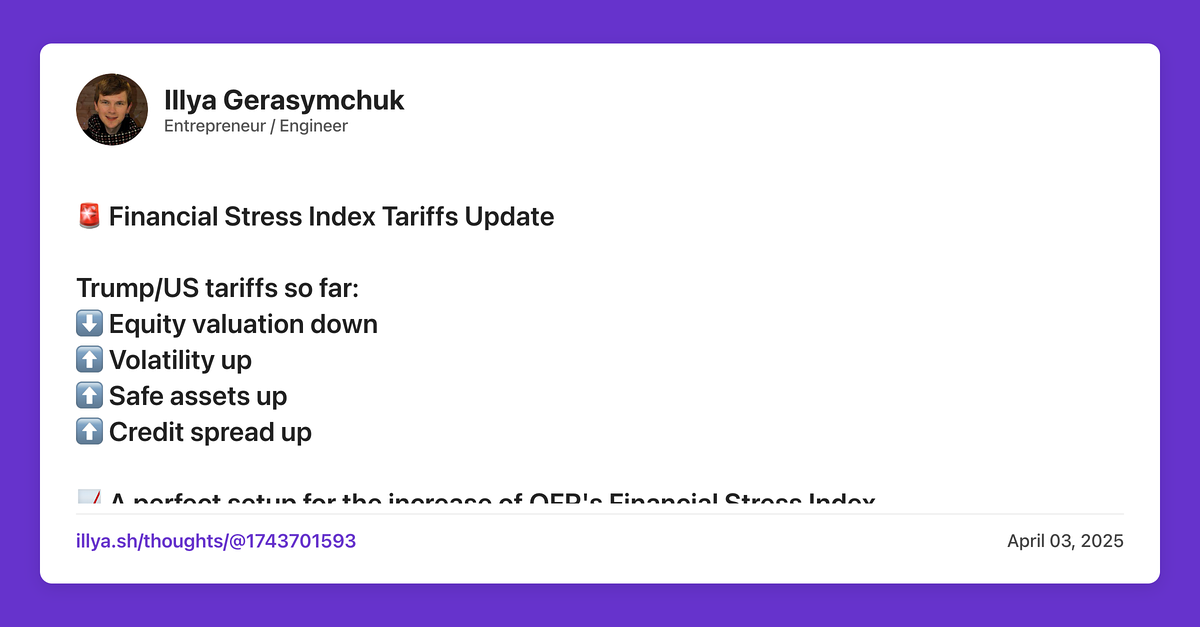 Illya Gerasymchuk
Entrepreneur / Engineer
🚨 Financial Stress Index Tariffs Update
Trump/US tariffs so far:
⬇️ Equity valuation down
⬆️ Volatility up
⬆️ Safe assets up
⬆️ Credit spread up
📈 A perfect setup for the increase of OFR's Financial Stress Index
illya.sh/thoughts/@1743701593
April 03, 2025